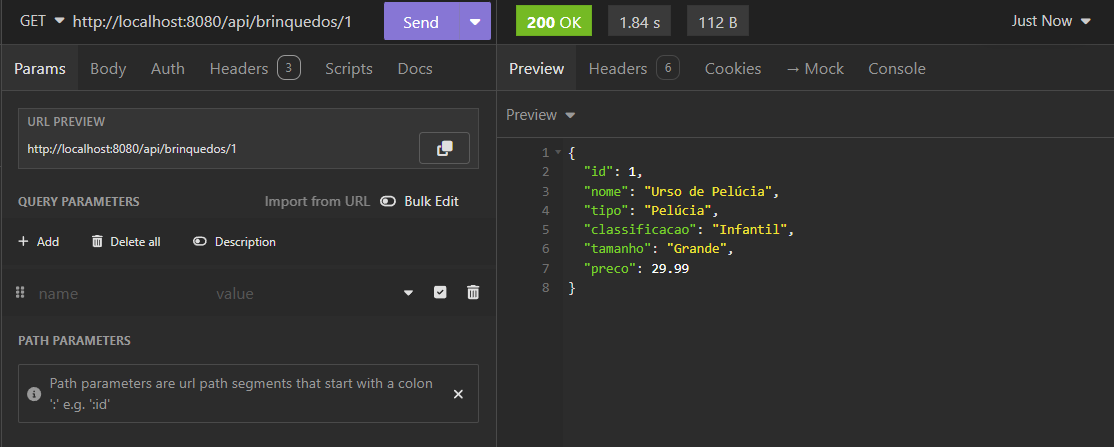 GET http://localhost:8080/api/brinquedos/1 Send
200 OK 1.84 s 112 B Just Now
Params Body Auth Headers 3 Scripts Docs
URL PREVIEW
http://localhost:8080/api/brinquedos/1
QUERY PARAMETERS Import from URL Bulk Edit
+ Add Delete all Description
name value
PATH PARAMETERS
Path parameters are url path segments that start with a colon
':' e.g. ':id'
Preview Headers 6 Cookies → Mock Console
Preview
1 {
2 "id": 1,
3 "nome": "Urso de Pelúcia",
4 "tipo": "Pelúcia",
5 "classificacao": "Infantil",
6 "tamanho": "Grande",
7 "preco": 29.99
8 }